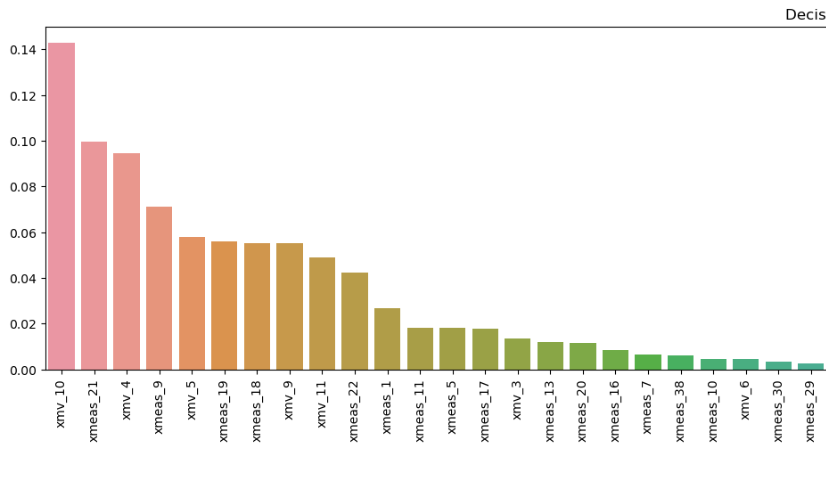 Decis
0.14
0.12
0.10
0.08
0.06
0.04
0.02
0.00
xmv_10
xmeas_21
xmv_4
xmeas_9
xmv_5
xmeas_19
xmeas_18
xmv_9
xmv_11
xmeas_22
xmeas_1
xmeas_11
xmeas_5
xmeas_17
xmv_3
xmeas_13
xmeas_20
xmeas_16
xmeas_7
xmeas_38
xmeas_10
xmv_6
xmeas_30
xmeas_29